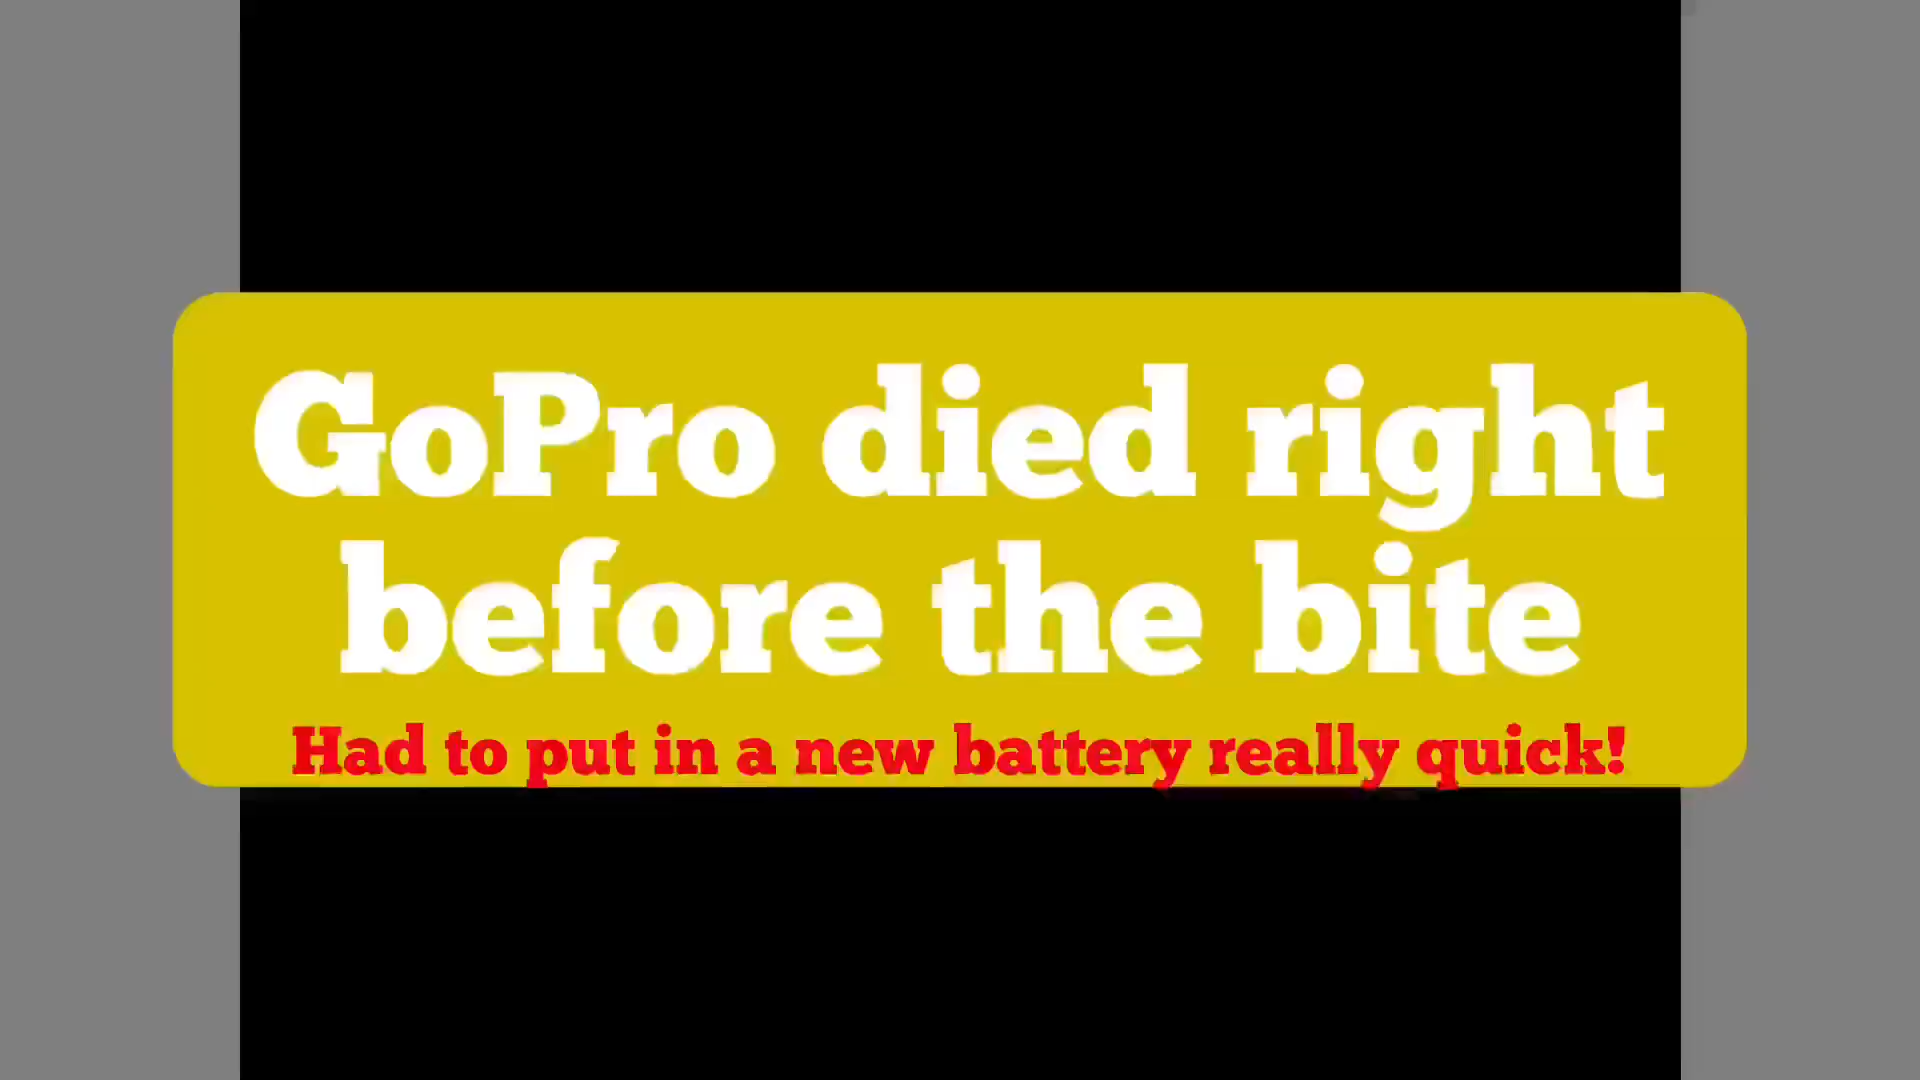 GoPro died right
before the bite
Had to put in a new battery really quick!